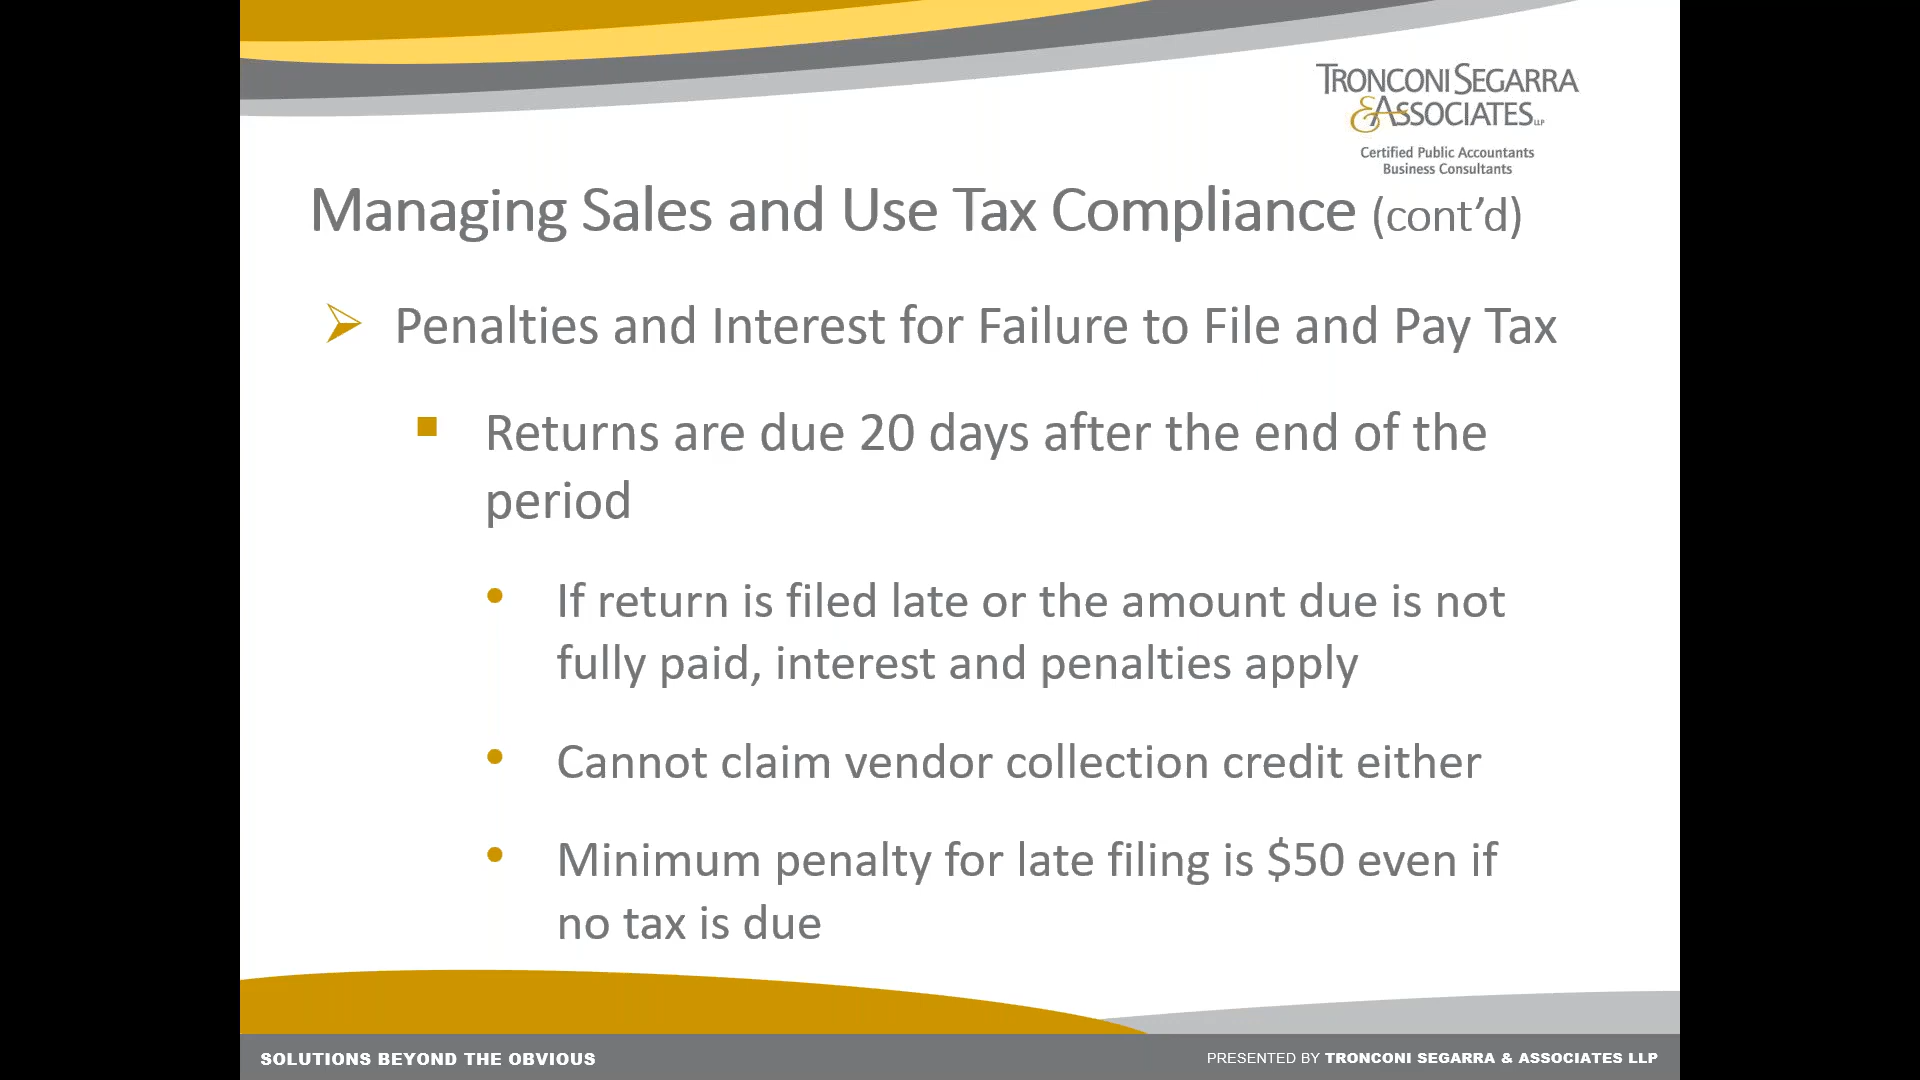 TRONCONI SEGARRA
& ASSOCIATES LLP
Certified Public Accountants
Business Consultants
Managing Sales and Use Tax Compliance (cont’d)
Penalties and Interest for Failure to File and Pay Tax
Returns are due 20 days after the end of the
period
If return is filed late or the amount due is not
fully paid, interest and penalties apply
Cannot claim vendor collection credit either
Minimum penalty for late filing is $50 even if
no tax is due
SOLUTIONS BEYOND THE OBVIOUS
PRESENTED BY TRONCONI SEGARRA & ASSOCIATES LLP